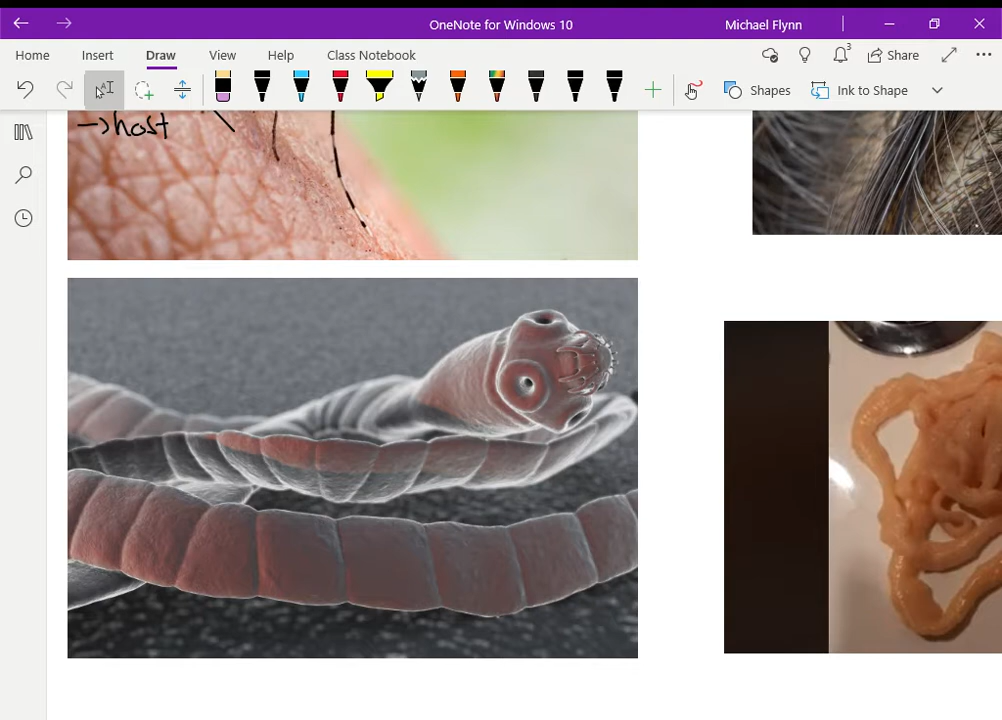 OneNote for Windows 10
Michael Flynn
Home Insert Draw View Help Class Notebook
3
Share
Shapes
Ink to Shape
→host